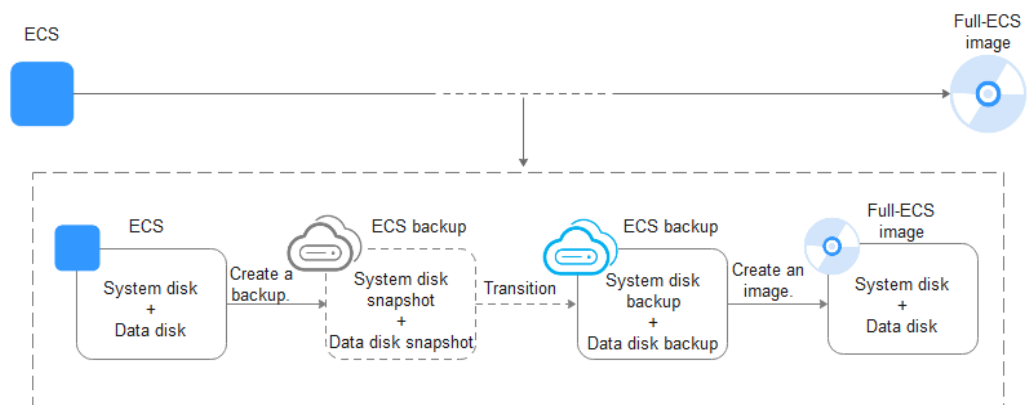 ECS
Full-ECS
image
ECS
ECS backup
ECS backup
Full-ECS
image
System disk
+
Data disk
Create a
backup.
System disk
snapshot
+
Data disk snapshot
Transition
System disk
backup
+
Data disk backup
Create an
image.
System disk
+
Data disk